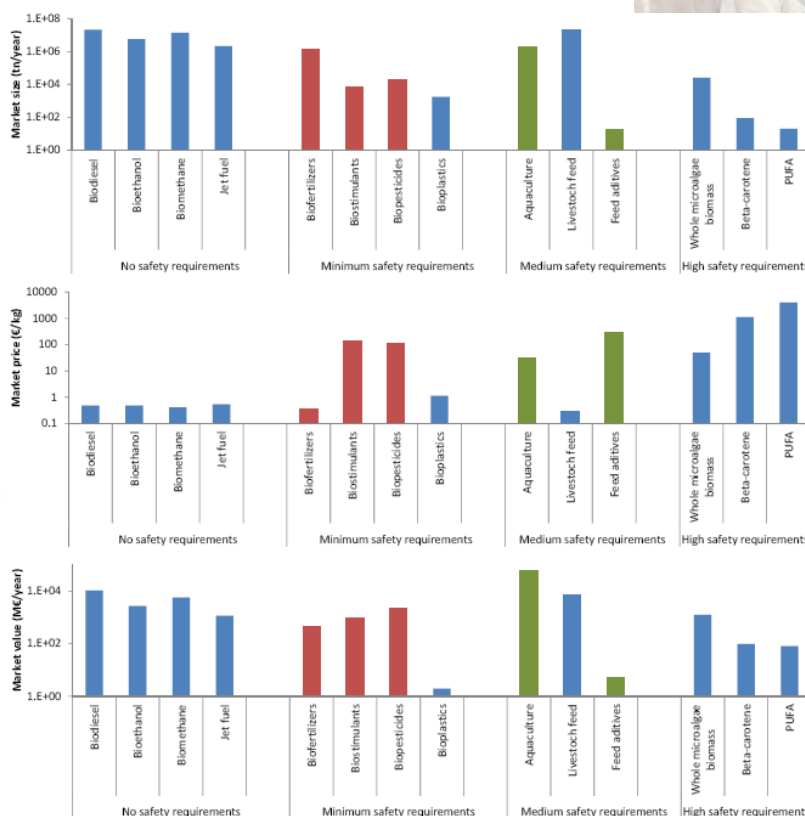 Market size (tn/year)
1.E+08
1.E+06
1.E+04
1.E+02
1.E+00
Biodiesel
Bioethanol
Biomethane
Jet fuel
Biofertilizers
Biostimulants
Biopesticides
Bioplastics
Aquaculture
Livestoch feed
Feed aditives
Whole microalgae
biomass
Beta-carotene
PUFA
No safety requirements
Minimum safety requirements
Medium safety requirements
High safety requirements
Market price (€/kg)
10000
1000
100
10
1
0.1
Biodiesel
Bioethanol
Biomethane
Jet fuel
Biofertilizers
Biostimulants
Biopesticides
Bioplastics
Aquaculture
Livestoch feed
Feed aditives
Whole microalgae
biomass
Beta-carotene
PUFA
No safety requirements
Minimum safety requirements
Medium safety requirements
High safety requirements
Market value (M€/year)
1.E+04
1.E+02
1.E+00
Biodiesel
Bioethanol
Biomethane
Jet fuel
Biofertilizers
Biostimulants
Biopesticides
Bioplastics
Aquaculture
Livestoch feed
Feed aditives
Whole microalgae
biomass
Beta-carotene
PUFA
No safety requirements
Minimum safety requirements
Medium safety requirements
High safety requirements